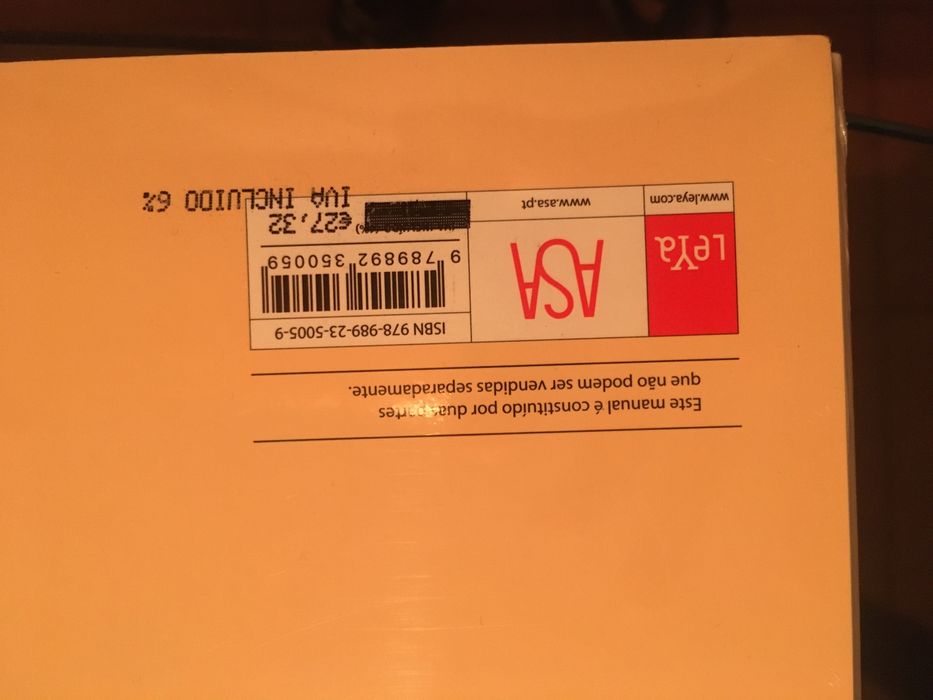 Este manual é constituído por duas partes
que não podem ser vendidas separadamente.
LeYa
www.leya.com
ASA
www.asa.pt
ISBN 978-989-23-5005-9
9 789892 350059
€27,32
IVA INCLUIDO 6%